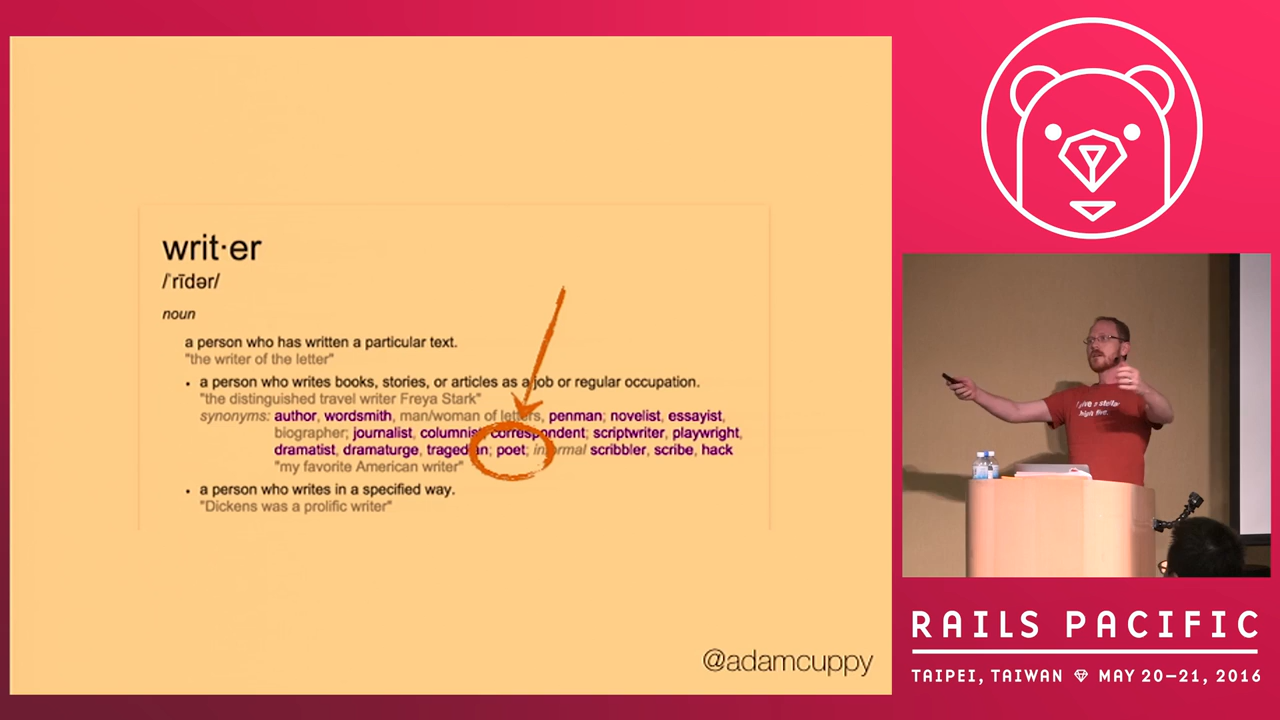 writ·er
/ˈrīdər/
noun
a person who has written a particular text.
"the writer of the letter"
• a person who writes books, stories, or articles as a job or regular occupation.
"the distinguished travel writer Freya Stark"
synonyms: author, wordsmith, man/woman of letters, penman; novelist, essayist,
biographer; journalist, columnist, correspondent; scriptwriter, playwright,
dramatist, dramaturge, tragedian; poet; informal scribbler, scribe, hack
"my favorite American writer"
• a person who writes in a specified way.
"Dickens was a prolific writer"
@adamcuppy
I give a stellar
high five.
RAILS PACIFIC
TAIPEI, TAIWAN MAY 20–21, 2016